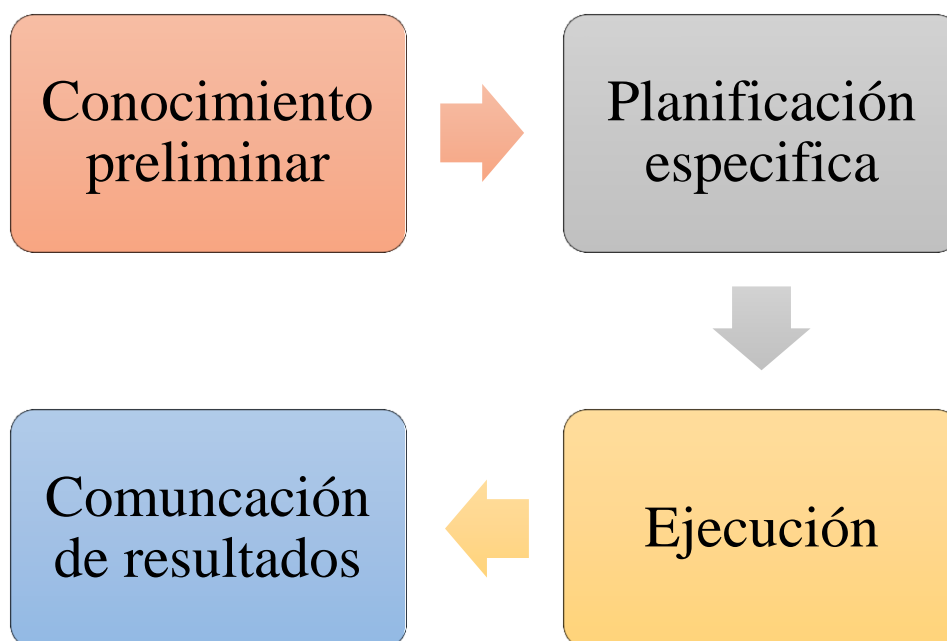 Conocimiento
preliminar
Planificación
especifica
Ejecución
Comuncación
de resultados